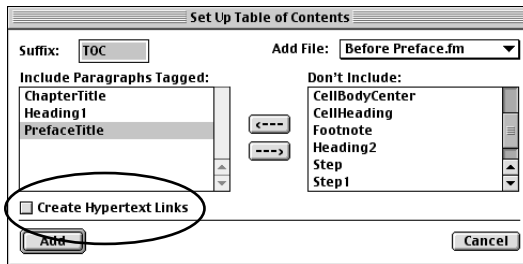 Set Up Table of Contents
Suffix: TOC Add File: Before Preface.fm
Include Paragraphs Tagged: Don't Include:
ChapterTitle CellBodyCenter
Heading1 CellHeading
PrefaceTitle <--- Footnote
Heading2
---> Step
Step1
Create Hypertext Links
Add Cancel